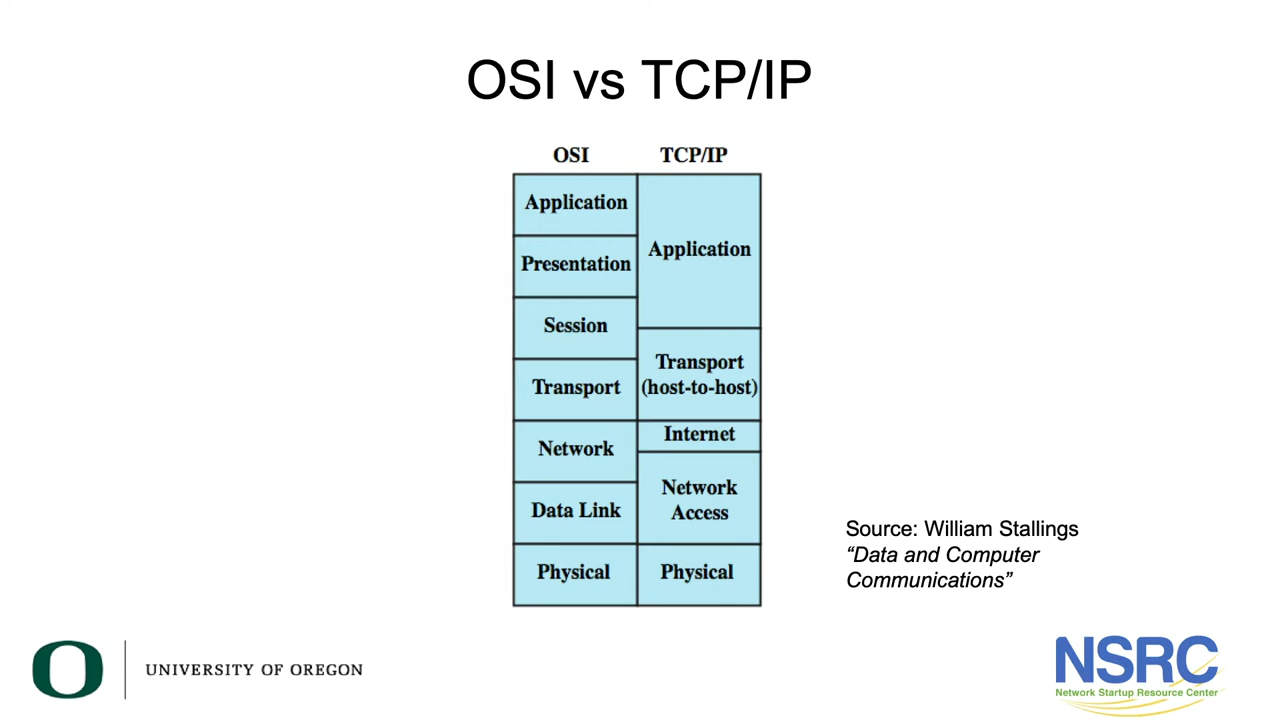 OSI vs TCP/IP
OSI
TCP/IP
Application
Presentation
Session
Transport
Network
Data Link
Physical
Application
Transport
(host-to-host)
Internet
Network
Access
Physical
Source: William Stallings
“Data and Computer
Communications”
O
UNIVERSITY OF OREGON
NSRC
Network Startup Resource Center